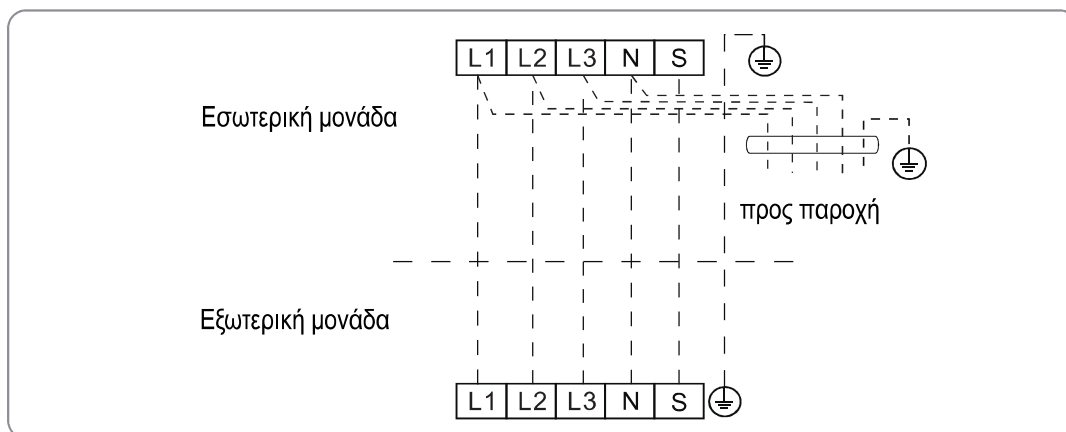 L1 L2 L3 N S
Εσωτερική μονάδα
προς παροχή
Εξωτερική μονάδα
L1 L2 L3 N S